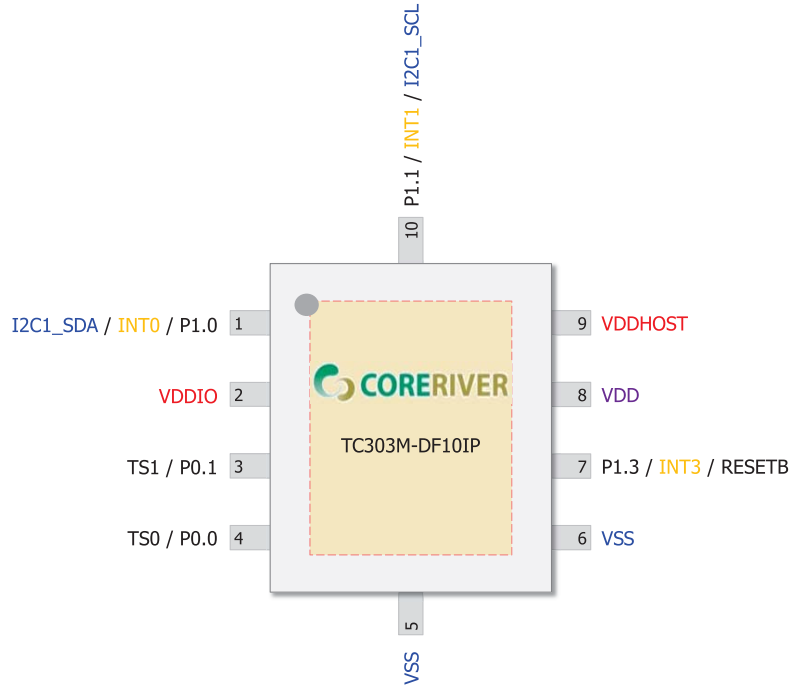 P1.1 / INT1 / I2C1_SCL
10
I2C1_SDA / INT0 / P1.0 1
9 VDDHOST
VDDIO 2
8 VDD
CORERIVER
TC303M-DF10IP
TS1 / P0.1 3
7 P1.3 / INT3 / RESETB
TS0 / P0.0 4
6 VSS
5
VSS